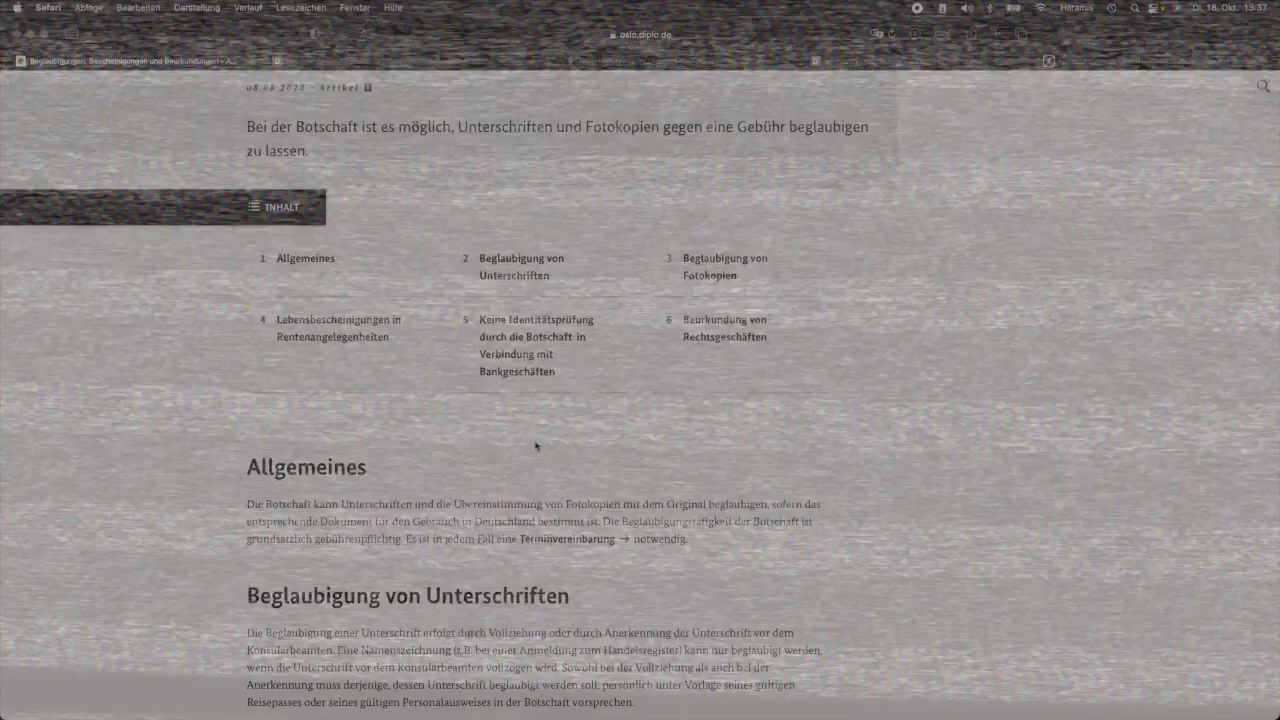 Safari Ablage Bearbeiten Darstellung Verlauf Lesezeichen Fenster Hilfe Haramis Di. 18. Okt. 13:37
oslo.diplo.de
Beglaubigungen, Bescheinigungen und Beurkundungen – A...
08.08.2022 - Artikel
Bei der Botschaft ist es möglich, Unterschriften und Fotokopien gegen eine Gebühr beglaubigen
zu lassen.
INHALT
1 Allgemeines
2 Beglaubigung von
Unterschriften
3 Beglaubigung von
Fotokopien
4 Lebensbescheinigungen in
Rentenangelegenheiten
5 Keine Identitätsprüfung
durch die Botschaft in
Verbindung mit
Bankgeschäften
6 Beurkundung von
Rechtsgeschäften
Allgemeines
Die Botschaft kann Unterschriften und die Übereinstimmung von Fotokopien mit dem Original beglaubigen, sofern das
entsprechende Dokument für den Gebrauch in Deutschland bestimmt ist. Die Beglaubigungstätigkeit der Botschaft ist
grundsätzlich gebührenpflichtig. Es ist in jedem Fall eine Terminvereinbarung → notwendig.
Beglaubigung von Unterschriften
Die Beglaubigung einer Unterschrift erfolgt durch Vollziehung oder durch Anerkennung der Unterschrift vor dem
Konsularbeamten. Eine Namenszeichnung (z.B. bei einer Anmeldung zum Handelsregister) kann nur beglaubigt werden,
wenn die Unterschrift vor dem Konsularbeamten vollzogen wird. Sowohl bei der Vollziehung als auch bei der
Anerkennung muss derjenige, dessen Unterschrift beglaubigt werden soll, persönlich unter Vorlage seines gültigen
Reisepasses oder seines gültigen Personalausweises in der Botschaft vorsprechen.